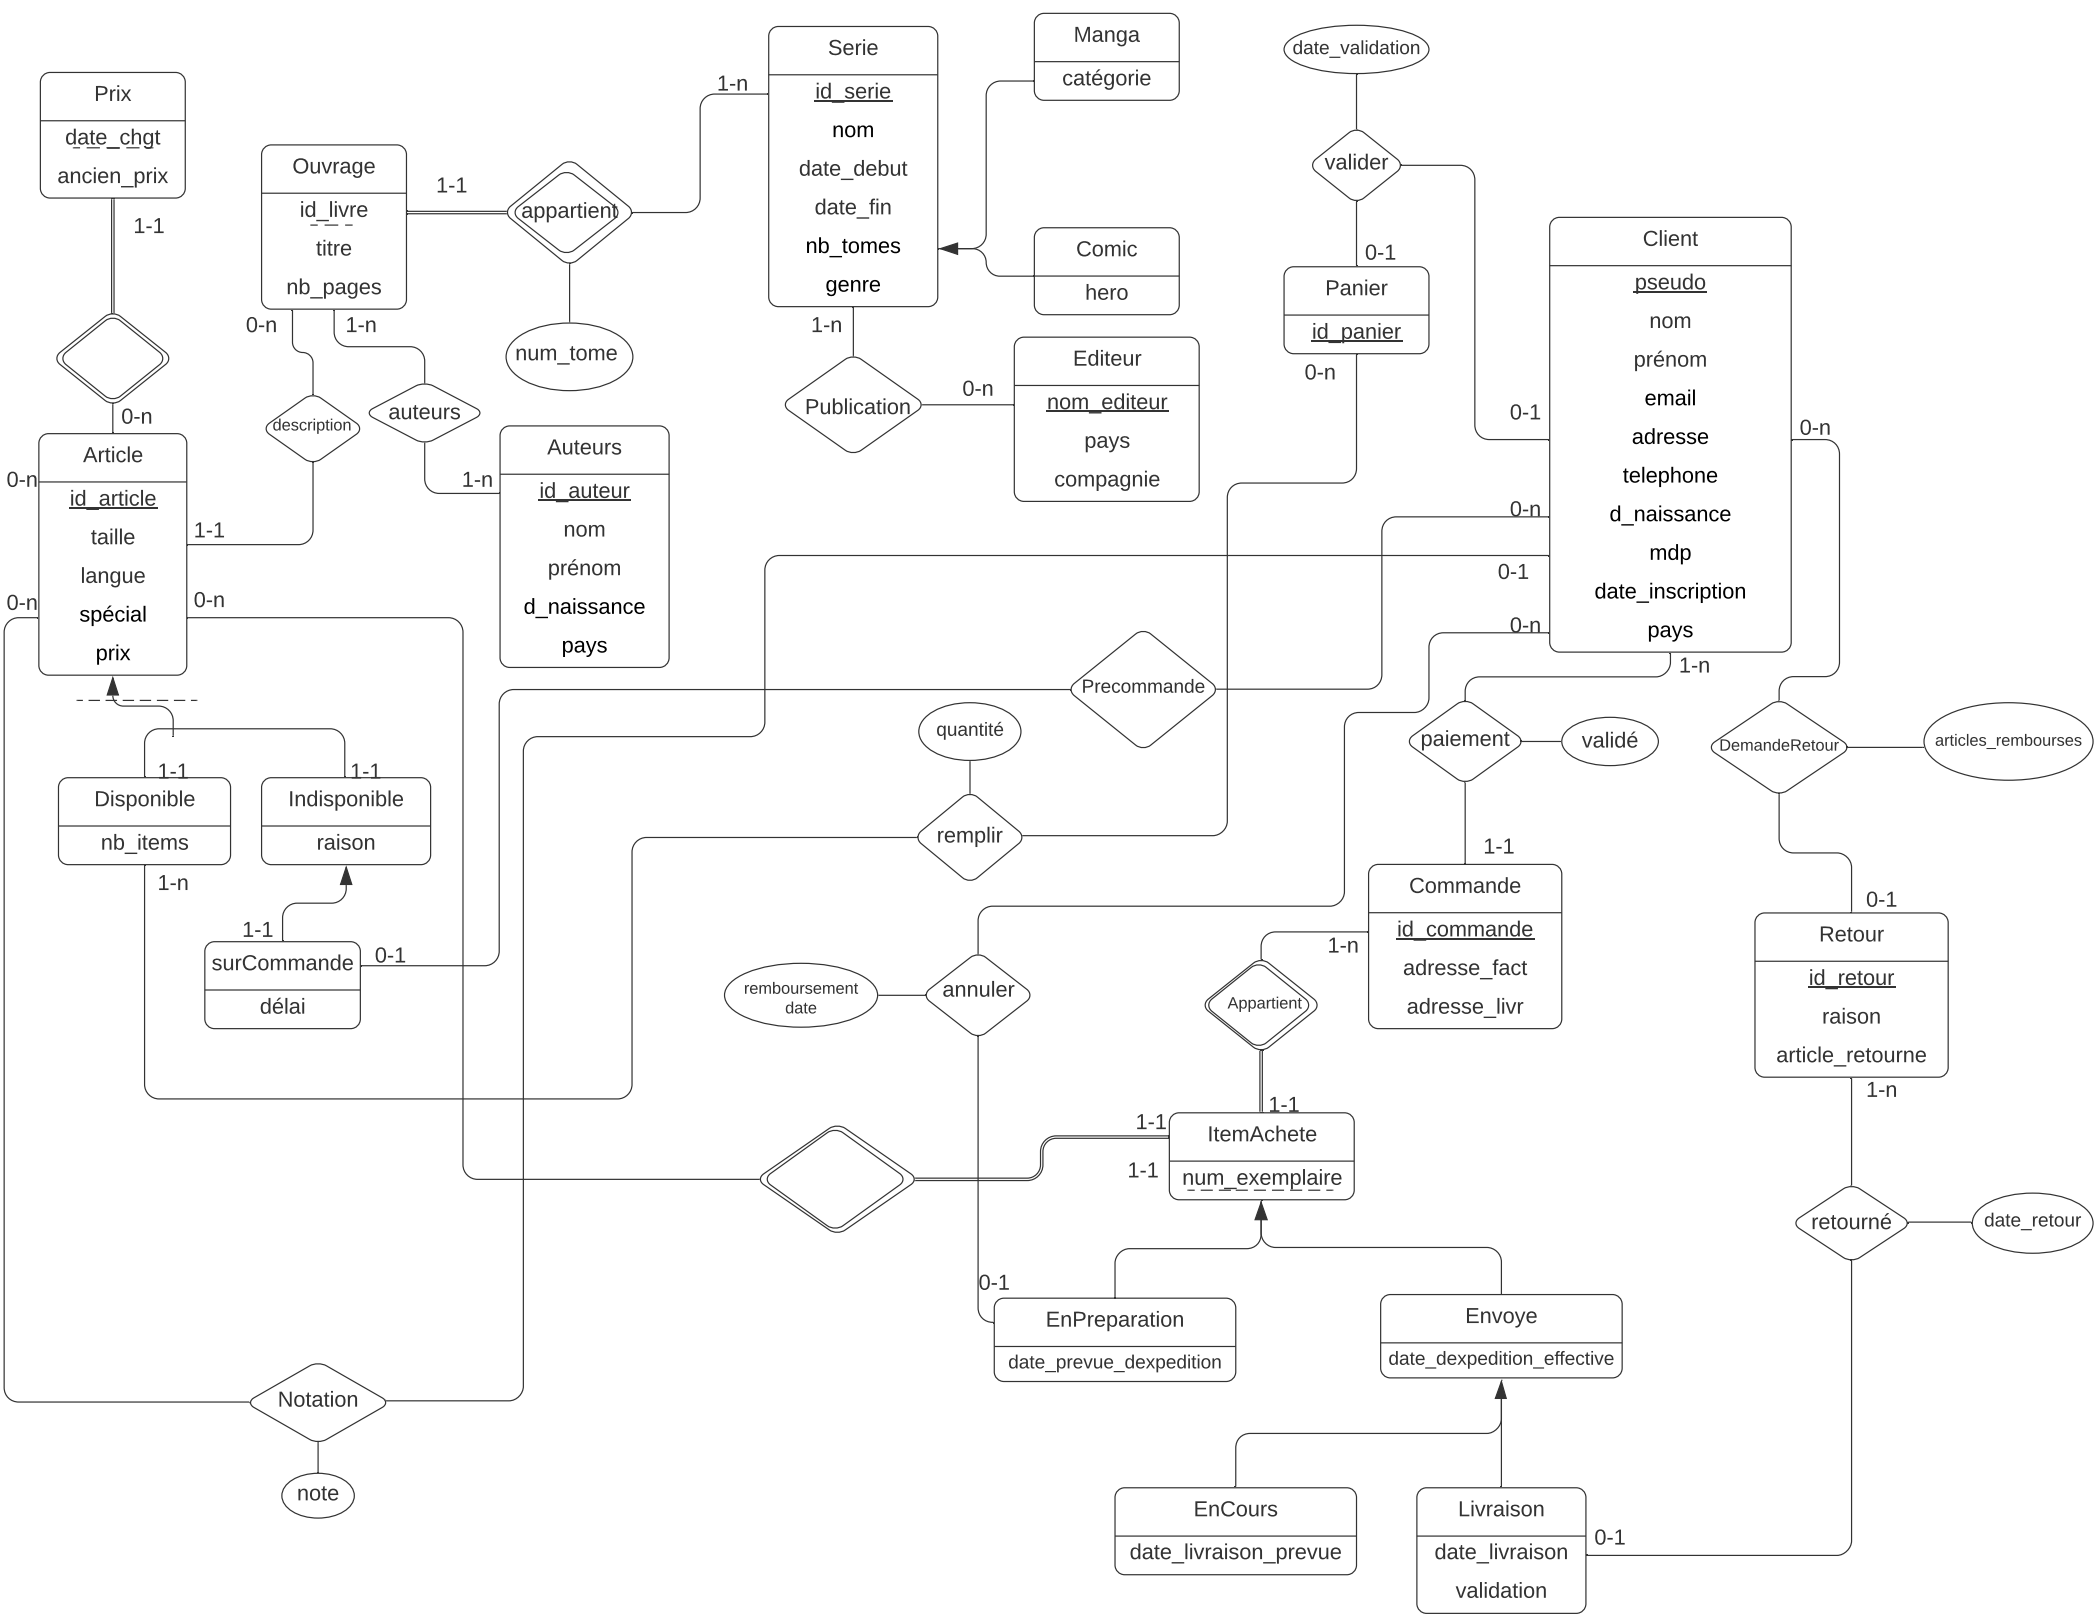 Prix
date_chgt
ancien_prix
1-1
0-n
Ouvrage
id_livre
titre
nb_pages
1-1
0-n
1-n
appartient
num_tome
1-n
Serie
id_serie
nom
date_debut
date_fin
nb_tomes
genre
1-n
Manga
catégorie
Comic
hero
Publication
0-n
Editeur
nom_editeur
pays
compagnie
date_validation
valider
0-1
Panier
id_panier
0-n
Client
pseudo
nom
prénom
email
adresse
telephone
d_naissance
mdp
date_inscription
pays
0-1
0-n
0-n
0-1
0-n
1-n
description
auteurs
1-n
Auteurs
id_auteur
nom
prénom
d_naissance
pays
Article
id_article
taille
langue
spécial
prix
0-n
1-1
0-n
0-n
1-1
1-1
Disponible
nb_items
1-n
Indisponible
raison
1-1
surCommande
délai
0-1
Precommande
quantité
remplir
paiement
validé
DemandeRetour
articles_rembourses
1-1
Commande
id_commande
adresse_fact
adresse_livr
1-n
0-1
Retour
id_retour
raison
article_retourne
1-n
remboursement
date
annuler
Appartient
1-1
1-1
1-1
ItemAchete
num_exemplaire
retourné
date_retour
0-1
EnPreparation
date_prevue_dexpedition
Envoye
date_dexpedition_effective
Notation
note
EnCours
date_livraison_prevue
Livraison
date_livraison
validation
0-1